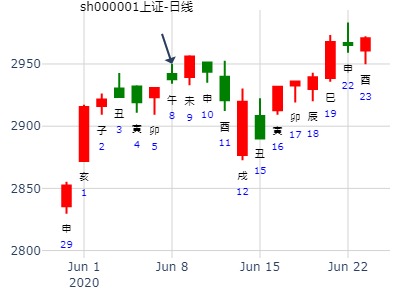 sh000001上证-日线
2950
2900
2850
2800
申
29
亥
1
子
2
丑
3
寅
4
卯
5
午
8
未
9
申
10
酉
11
戌
12
丑
15
寅
16
卯
17
辰
18
巳
19
申
22
酉
23
Jun 1
2020
Jun 8
Jun 15
Jun 22